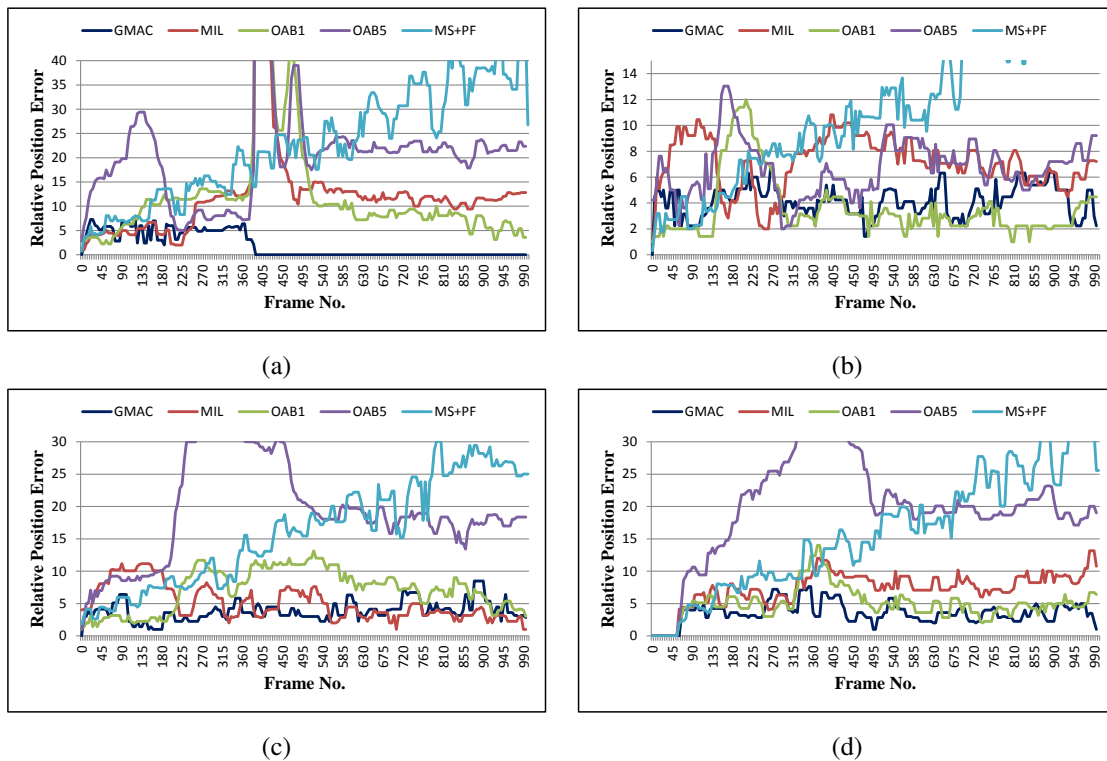 GMAC MIL OAB1 OAB5 MS+PF
40
35
30
25
20
15
10
5
0
Relative Position Error
0 45 90 135 180 225 270 315 360 405 450 495 540 585 630 675 720 765 810 855 900 945 990
Frame No.
(a)
GMAC MIL OAB1 OAB5 MS+PF
14
12
10
8
6
4
2
0
Relative Position Error
0 45 90 135 180 225 270 315 360 405 450 495 540 585 630 675 720 765 810 855 900 945 990
Frame No.
(b)
GMAC MIL OAB1 OAB5 MS+PF
30
25
20
15
10
5
0
Relative Position Error
0 45 90 135 180 225 270 315 360 405 450 495 540 585 630 675 720 765 810 855 900 945 990
Frame No.
(c)
GMAC MIL OAB1 OAB5 MS+PF
30
25
20
15
10
5
0
Relative Position Error
0 45 90 135 180 225 270 315 360 405 450 495 540 585 630 675 720 765 810 855 900 945 990
Frame No.
(d)